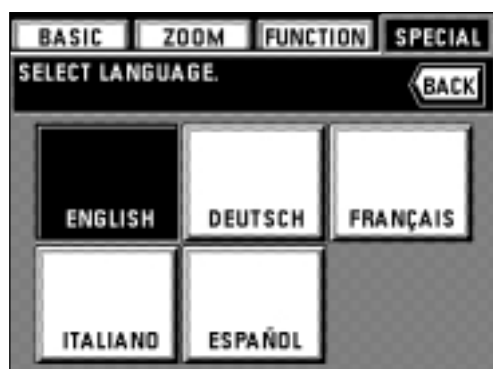 BASIC ZOOM FUNCTION SPECIAL
SELECT LANGUAGE.
BACK
ENGLISH DEUTSCH FRANÇAIS
ITALIANO ESPAÑOL